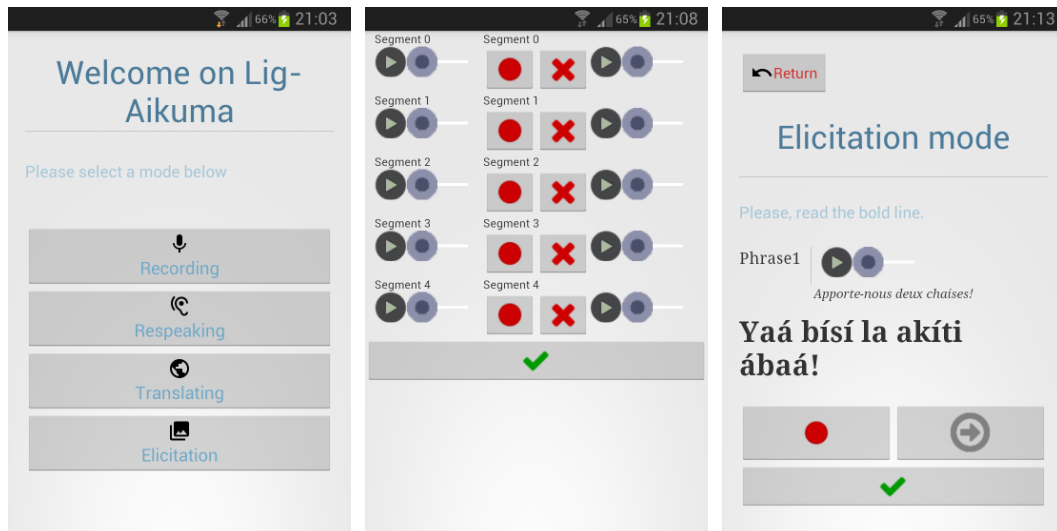 66% 21:03
Welcome on Lig-
Aikuma
Please select a mode below
Recording
Respeaking
Translating
Elicitation
65% 21:08
Segment 0 Segment 0
Segment 1 Segment 1
Segment 2 Segment 2
Segment 3 Segment 3
Segment 4 Segment 4
65% 21:13
Return
Elicitation mode
Please, read the bold line.
Phrase1
Apporte-nous deux chaises!
Yaá bísí la akíti
ábaá!